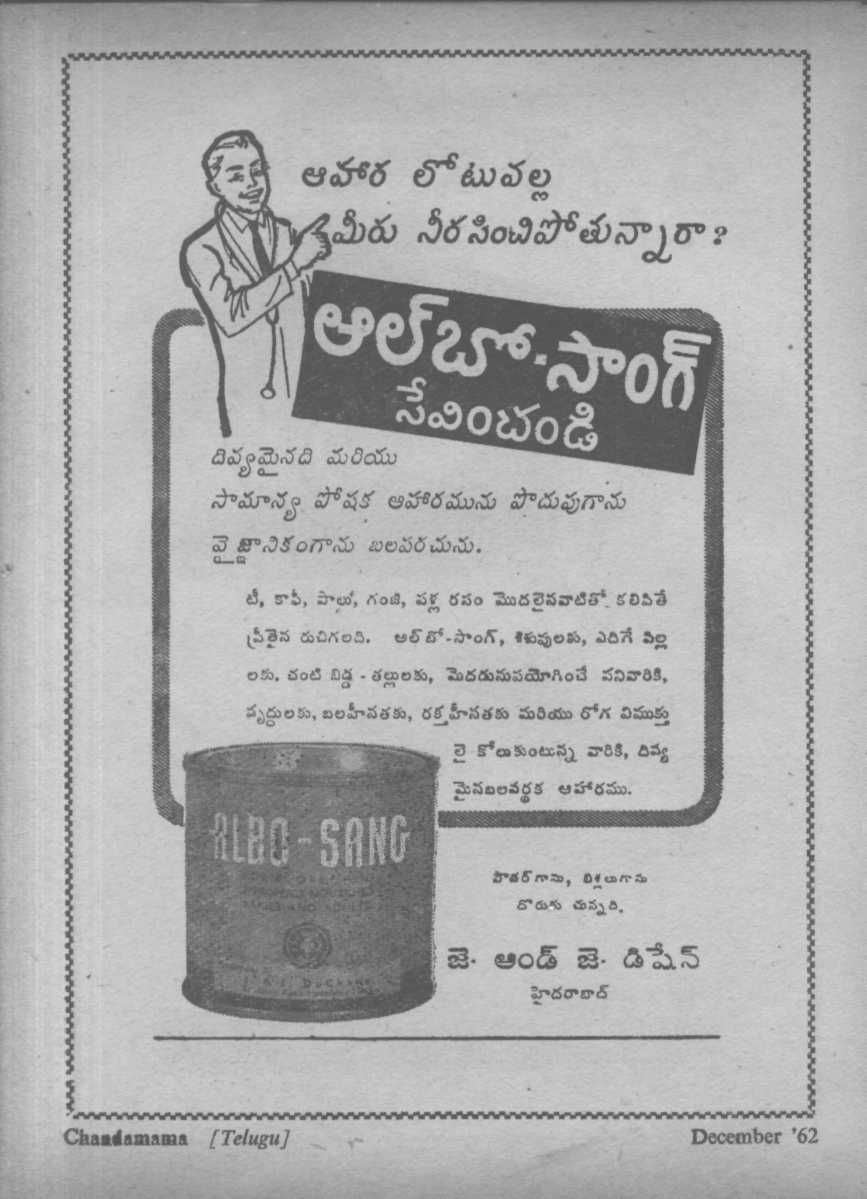 ఆహార లోటువల్ల
మీరు నీరసించిపోతున్నారా?
ఆల్‌బో-సాంగ్
సేవించండి
దివ్యమైనది మరియు
సామాన్య పోషక ఆహారమును పొదువుగాను
వైజ్ఞానికంగాను బలపరచును.
టీ, కాఫీ, పాలు, గంజి, పళ్ల రసం మొదలైనవాటితో కలిపితే
ప్రీతైన రుచిగలది. ఆల్‌బో-సాంగ్, శిశువులకు, ఎదిగే పిల్ల
లకు, చంటి బిడ్డ - తల్లులకు, మెదడునుపయోగించే పనివారికి,
వృద్ధులకు, బలహీనతకు, రక్తహీనతకు మరియు రోగ విముక్తు
లై కోలుకుంటున్న వారికి, దివ్య
మైనబలవర్ధక ఆహారము.
ALBO-SANG
పౌడర్‌గాను, బిళ్లలుగాను
దొరుకు చున్నది.
జె. ఆండ్ జె. డిషేన్
హైదరాబాద్
Chandamama [Telugu]
December '62